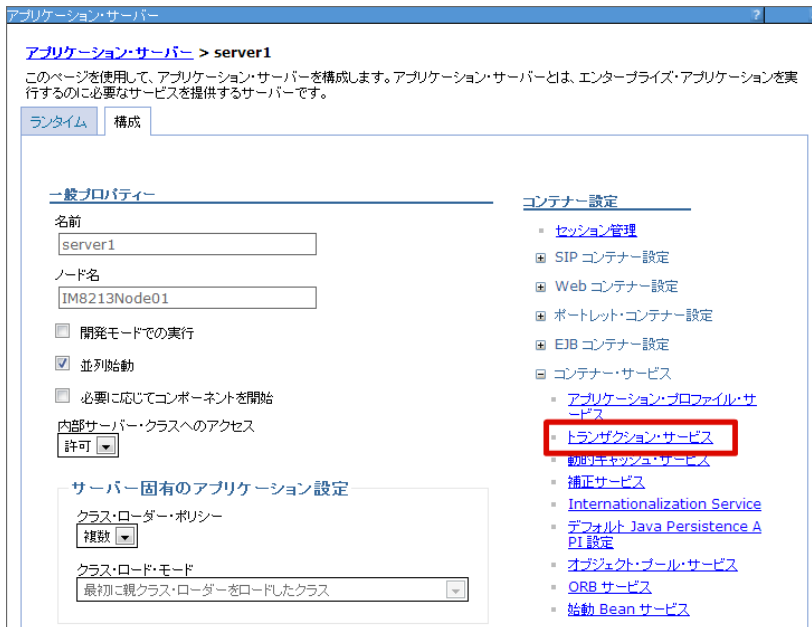 アプリケーション・サーバー
?
アプリケーション・サーバー > server1
このページを使用して、アプリケーション・サーバーを構成します。アプリケーション・サーバーとは、エンタープライズ・アプリケーションを実
行するのに必要なサービスを提供するサーバーです。
ランタイム 構成
一般プロパティー
名前
server1
ノード名
IM8213Node01
開発モードでの実行
並列始動
必要に応じてコンポーネントを開始
内部サーバー・クラスへのアクセス
許可
サーバー固有のアプリケーション設定
クラス・ローダー・ポリシー
複数
クラス・ロード・モード
最初に親クラス・ローダーをロードしたクラス
コンテナー設定
セッション管理
SIP コンテナー設定
Web コンテナー設定
ポートレット・コンテナー設定
EJB コンテナー設定
コンテナー・サービス
アプリケーション・プロファイル・サ
ービス
トランザクション・サービス
動的キャッシュ・サービス
補正サービス
Internationalization Service
デフォルト Java Persistence A
PI 設定
オブジェクト・プール・サービス
ORB サービス
始動 Bean サービス